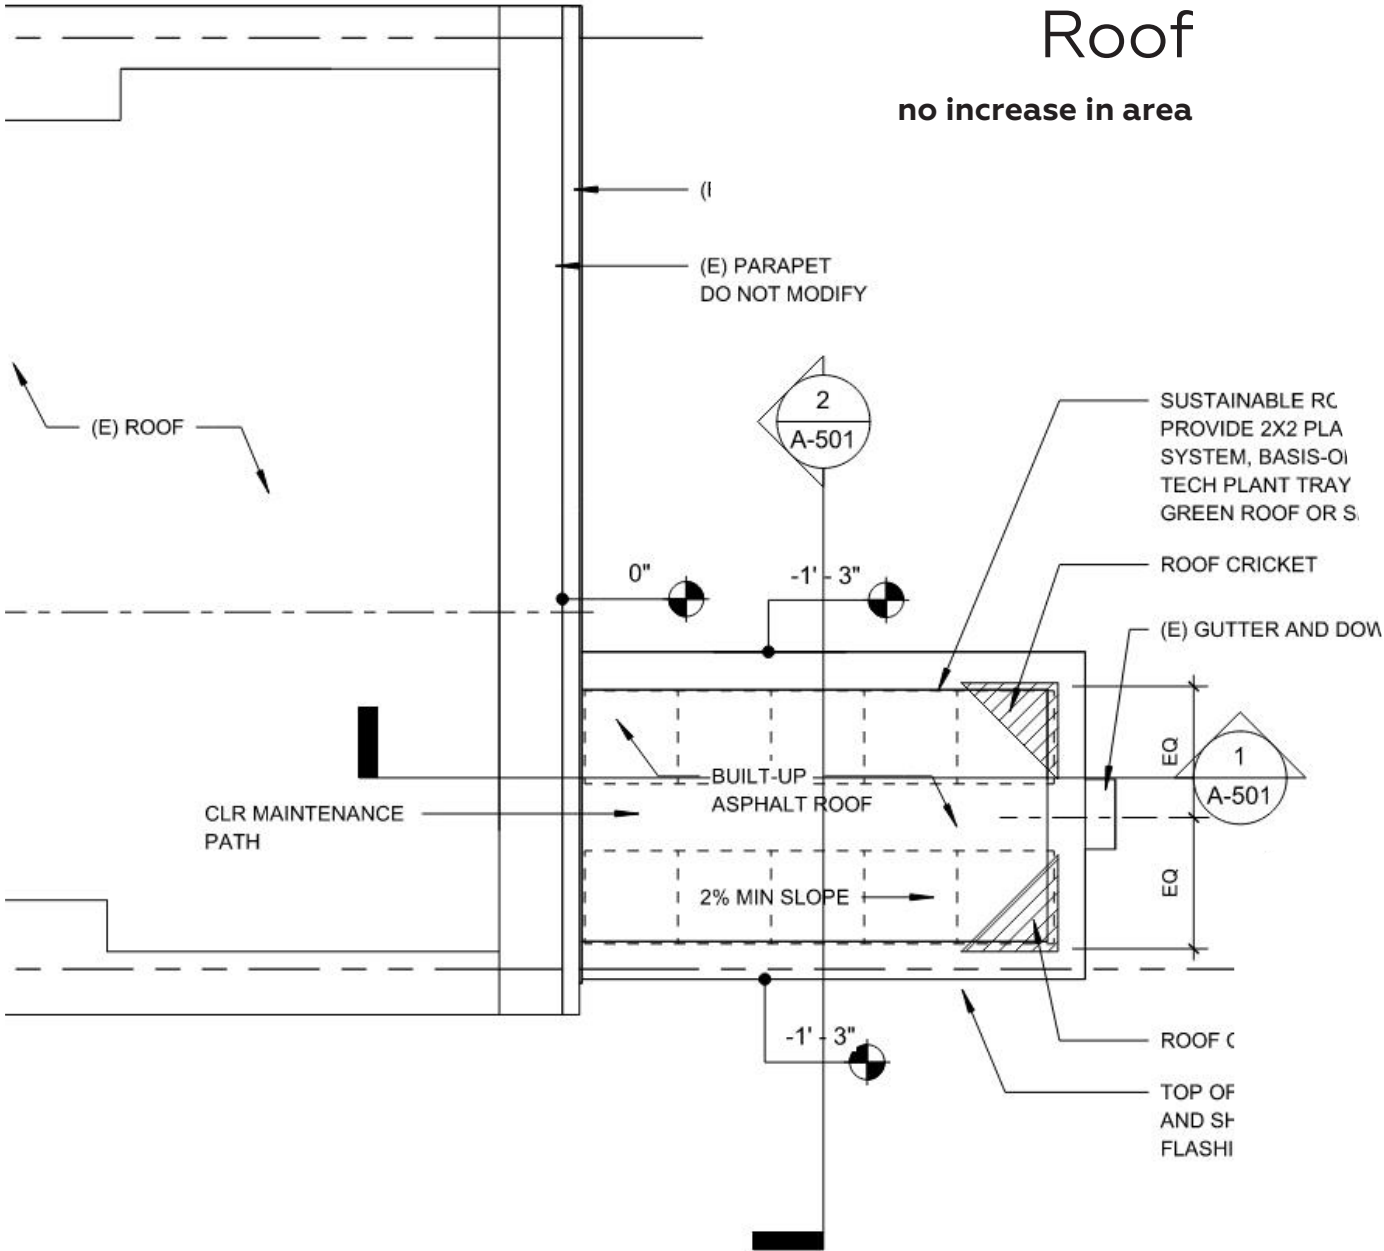 Roof
no increase in area
(E) PARAPET
DO NOT MODIFY
(E) ROOF
2
A-501
SUSTAINABLE
PROVIDE 2X2
SYSTEM,
TECH PLANT TRAY
GREEN ROOF OR
ROOF CRICKET
(E) GUTTER AND
0"
-1' - 3"
EQ
1
A-501
BUILT-UP
ASPHALT ROOF
CLR MAINTENANCE
PATH
EQ
2% MIN SLOPE
-1' - 3"
ROOF
TOP
AND